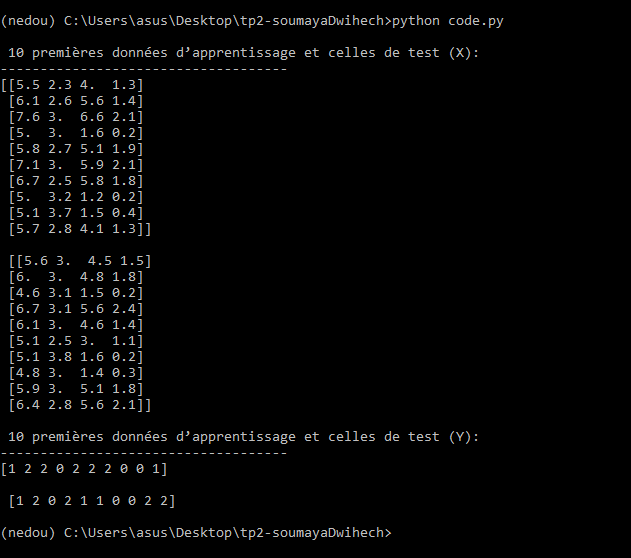 (nedou) C:\Users\asus\Desktop\tp2-soumayaDwihech>python code.py
10 premières données d’apprentissage et celles de test (X):
------------------------------------
[[5.5 2.3 4.  1.3]
[6.1 2.6 5.6 1.4]
[7.6 3.  6.6 2.1]
[5.  3.  1.6 0.2]
[5.8 2.7 5.1 1.9]
[7.1 3.  5.9 2.1]
[6.7 2.5 5.8 1.8]
[5.  3.2 1.2 0.2]
[5.1 3.7 1.5 0.4]
[5.7 2.8 4.1 1.3]]
[[5.6 3.  4.5 1.5]
[6.  3.  4.8 1.8]
[4.6 3.1 1.5 0.2]
[6.7 3.1 5.6 2.4]
[6.1 3.  4.6 1.4]
[5.1 2.5 3.  1.1]
[5.1 3.8 1.6 0.2]
[4.8 3.  1.4 0.3]
[5.9 3.  5.1 1.8]
[6.4 2.8 5.6 2.1]]
10 premières données d’apprentissage et celles de test (Y):
------------------------------------
[1 2 2 0 2 2 2 0 0 1]
[1 2 0 2 1 1 0 0 2 2]
(nedou) C:\Users\asus\Desktop\tp2-soumayaDwihech>